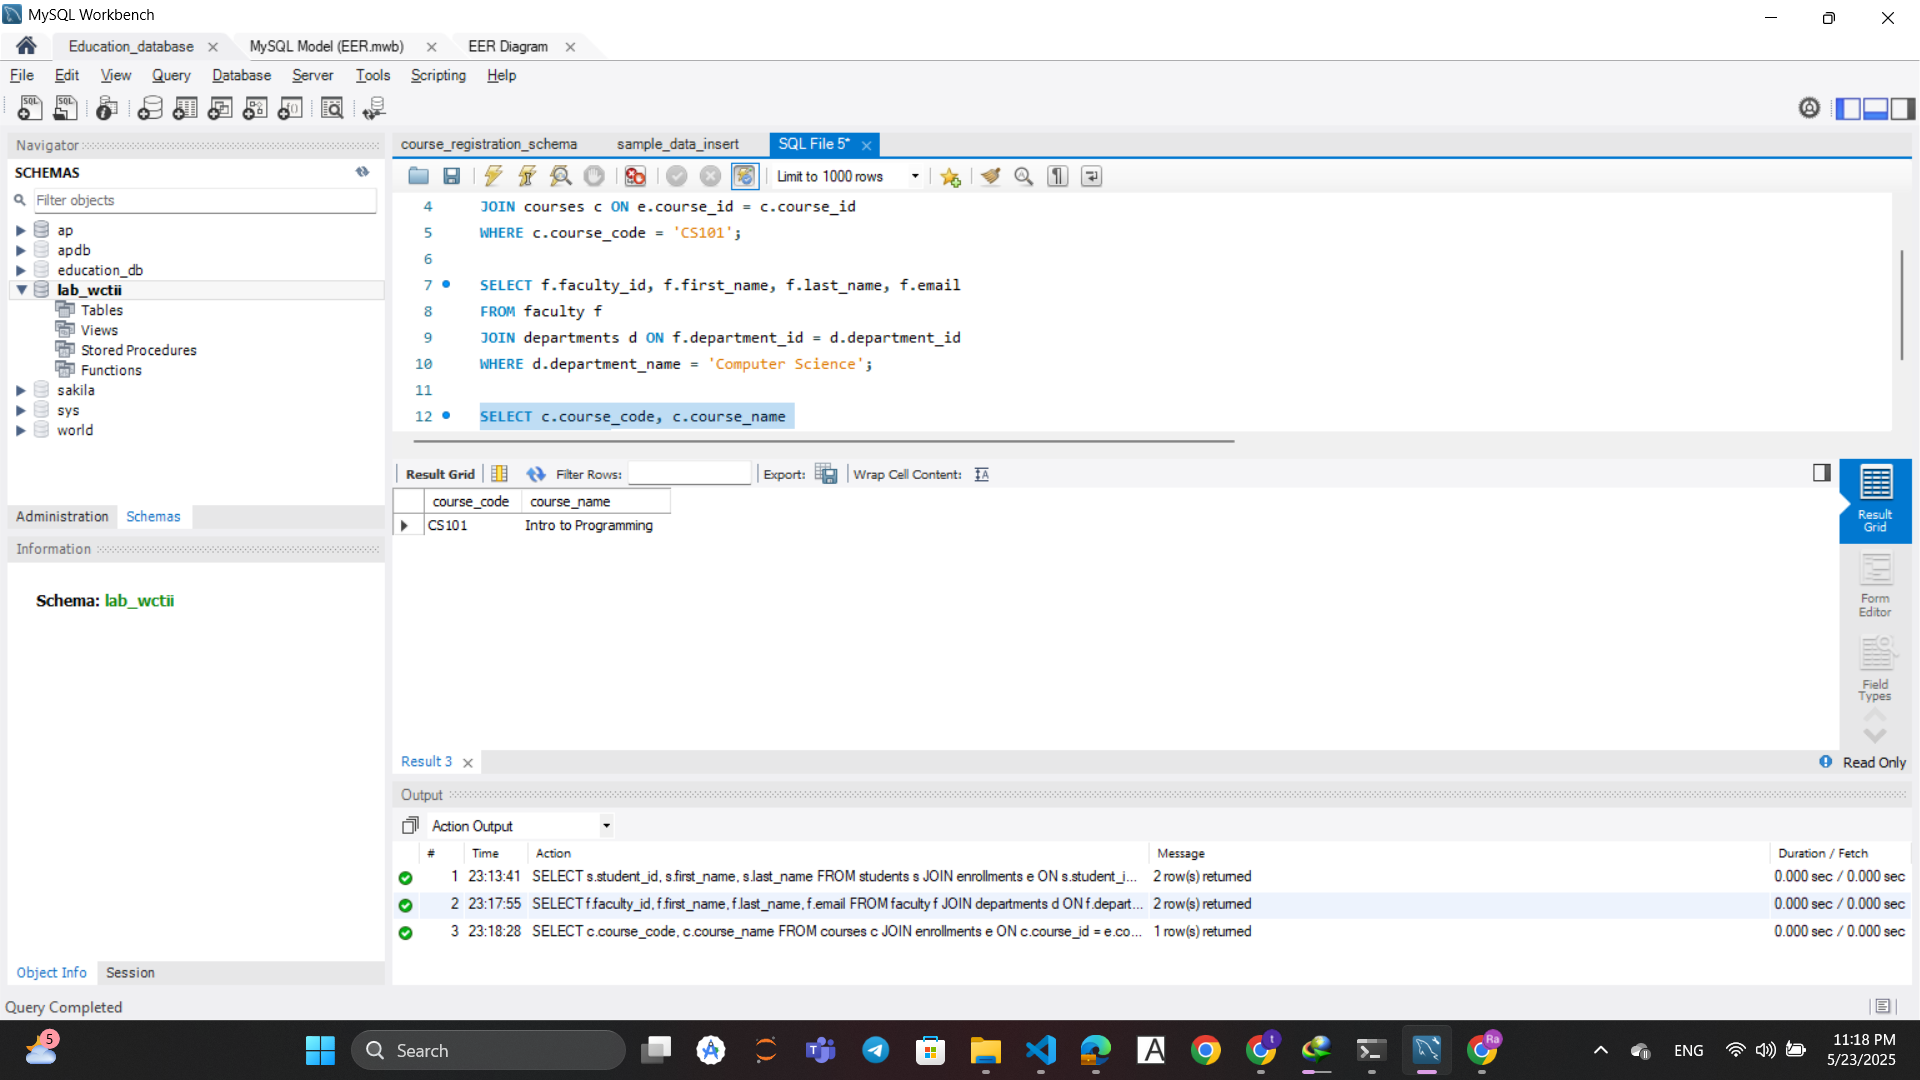 MySQL Workbench
Education_database
MySQL Model (EER.mwb)
EER Diagram
File Edit View Query Database Server Tools Scripting Help
Navigator
SCHEMAS
Filter objects
ap
apdb
education_db
lab_wctii
Tables
Views
Stored Procedures
Functions
sakila
sys
world
Administration Schemas
Information
Schema: lab_wctii
Object Info Session
course_registration_schema sample_data_insert SQL File 5*
Limit to 1000 rows
4 JOIN courses c ON e.course_id = c.course_id
5 WHERE c.course_code = 'CS101';
6
7 SELECT f.faculty_id, f.first_name, f.last_name, f.email
8 FROM faculty f
9 JOIN departments d ON f.department_id = d.department_id
10 WHERE d.department_name = 'Computer Science';
11
12 SELECT c.course_code, c.course_name
Result Grid Filter Rows: Export: Wrap Cell Content:
course_code course_name
CS101 Intro to Programming
Result Grid
Form Editor
Field Types
Result 3
Read Only
Output
Action Output
# Time Action Message Duration / Fetch
1 23:13:41 SELECT s.student_id, s.first_name, s.last_name FROM students s JOIN enrollments e ON s.student_i... 2 row(s) returned 0.000 sec / 0.000 sec
2 23:17:55 SELECT f.faculty_id, f.first_name, f.last_name, f.email FROM faculty f JOIN departments d ON f.depart... 2 row(s) returned 0.000 sec / 0.000 sec
3 23:18:28 SELECT c.course_code, c.course_name FROM courses c JOIN enrollments e ON c.course_id = e.co... 1 row(s) returned 0.000 sec / 0.000 sec
Query Completed
5
Search
t
Ra
ENG
11:18 PM
5/23/2025